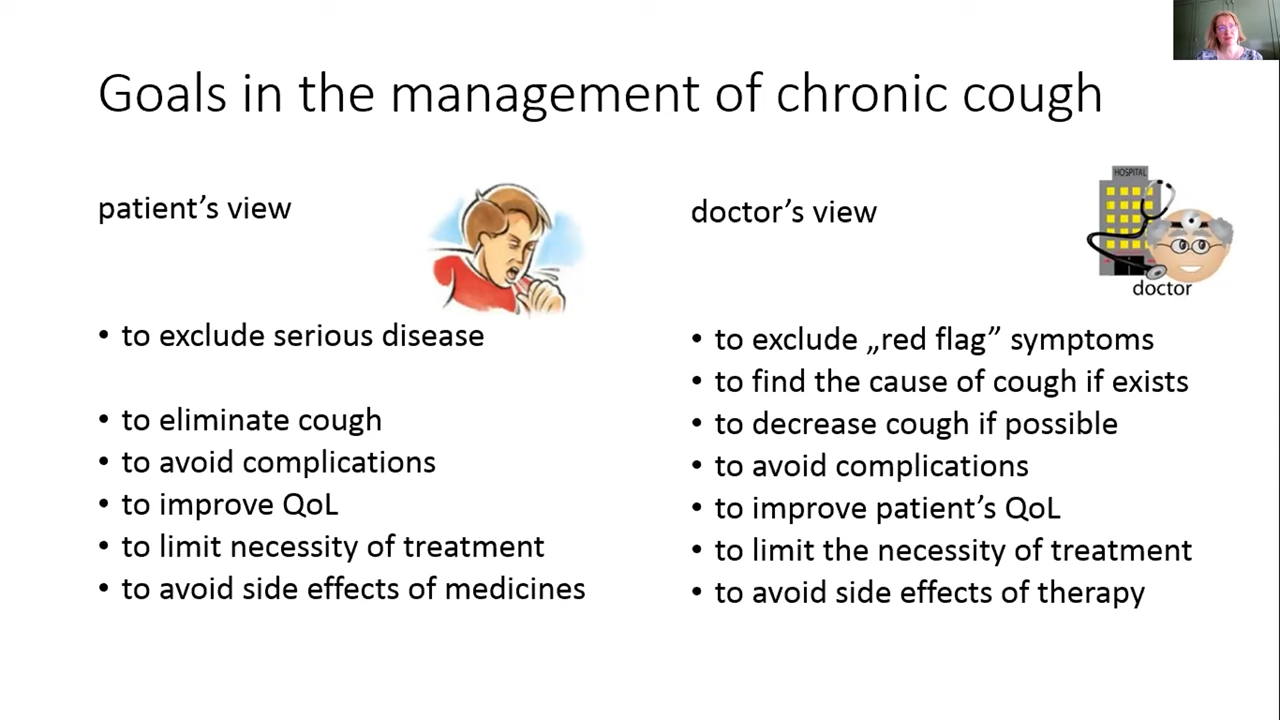 Goals in the management of chronic cough
patient's view
• to exclude serious disease
• to eliminate cough
• to avoid complications
• to improve QoL
• to limit necessity of treatment
• to avoid side effects of medicines
doctor's view
HOSPITAL
doctor
• to exclude „red flag” symptoms
• to find the cause of cough if exists
• to decrease cough if possible
• to avoid complications
• to improve patient's QoL
• to limit the necessity of treatment
• to avoid side effects of therapy